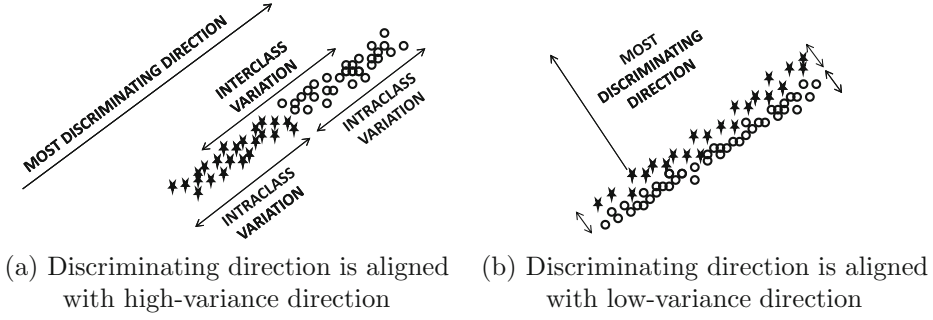 MOST DISCRIMINATING DIRECTION
INTERCLASS
VARIATION
INTRACLASS
VARIATION
INTRACLASS
VARIATION
(a) Discriminating direction is aligned
with high-variance direction
MOST
DISCRIMINATING
DIRECTION
(b) Discriminating direction is aligned
with low-variance direction